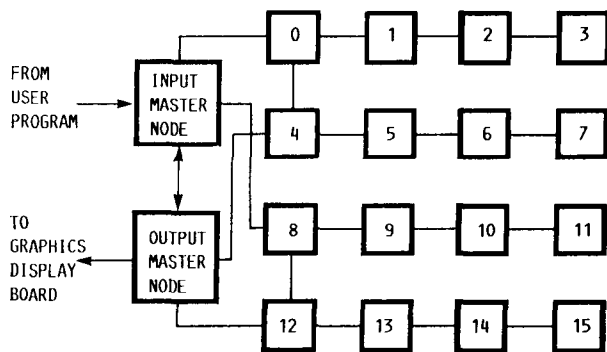 FROM
USER
PROGRAM
INPUT
MASTER
NODE
0 1 2 3
4 5 6 7
TO
GRAPHICS
DISPLAY
BOARD
OUTPUT
MASTER
NODE
8 9 10 11
12 13 14 15